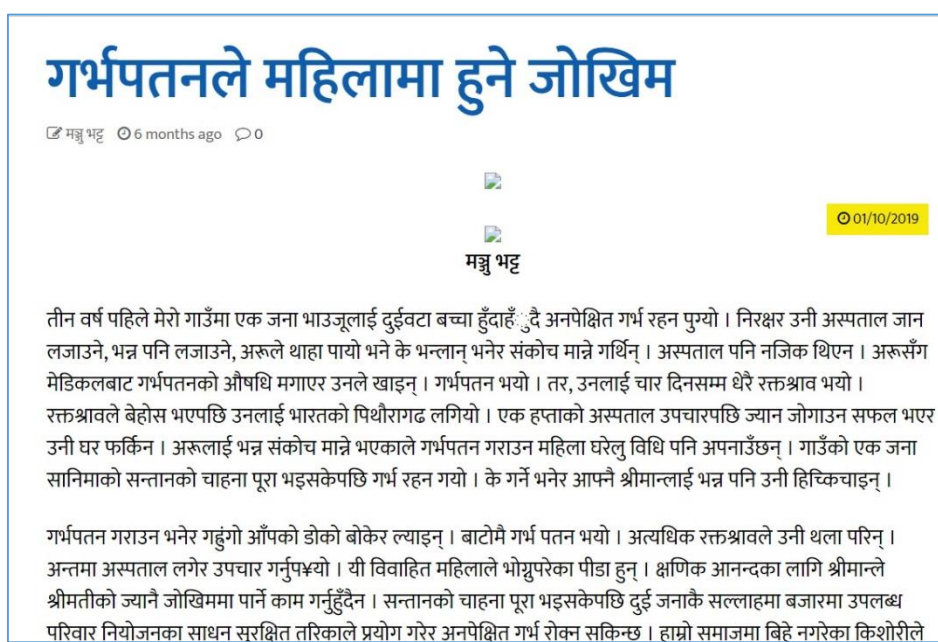 गर्भपतनले महिलामा हुने जोखिम
मञ्जु भट्ट 6 months ago 0
01/10/2019
मञ्जु भट्ट
तीन वर्ष पहिले मेरो गाउँमा एक जना भाउजूलाई दुईवटा बच्चा हुँदाहँुदै अनपेक्षित गर्भ रहन पुग्यो । निरक्षर उनी अस्पताल जान
लजाउने, भन्न पनि लजाउने, अरूले थाहा पायो भने के भन्लान् भनेर संकोच मान्ने गर्थिन् । अस्पताल पनि नजिक थिएन । अरूसँग
मेडिकलबाट गर्भपतनको औषधि मगाएर उनले खाइन् । गर्भपतन भयो । तर, उनलाई चार दिनसम्म धेरै रक्तश्राव भयो ।
रक्तश्रावले बेहोस भएपछि उनलाई भारतको पिथौरागढ लगियो । एक हप्ताको अस्पताल उपचारपछि ज्यान जोगाउन सफल भएर
उनी घर फर्किन । अरूलाई भन्न संकोच मान्ने भएकाले गर्भपतन गराउन महिला घरेलु विधि पनि अपनाउँछन् । गाउँको एक जना
सानिमाको सन्तानको चाहना पूरा भइसकेपछि गर्भ रहन गयो । के गर्ने भनेर आफ्नै श्रीमान्लाई भन्न पनि उनी हिच्किचाइन् ।
गर्भपतन गराउन भनेर गह्रुंगो आँपको डोको बोकेर ल्याइन् । बाटोमै गर्भ पतन भयो । अत्यधिक रक्तश्रावले उनी थला परिन् ।
अन्तमा अस्पताल लगेर उपचार गर्नुप¥यो । यी विवाहित महिलाले भोग्नुपरेका पीडा हुन् । क्षणिक आनन्दका लागि श्रीमान्ले
श्रीमतीको ज्यानै जोखिममा पार्ने काम गर्नुहुँदैन । सन्तानको चाहना पूरा भइसकेपछि दुई जनाकै सल्लाहमा बजारमा उपलब्ध
परिवार नियोजनका साधन सुरक्षित तरिकाले प्रयोग गरेर अनपेक्षित गर्भ रोक्न सकिन्छ । हाम्रो समाजमा बिहे नगरेका किशोरीले